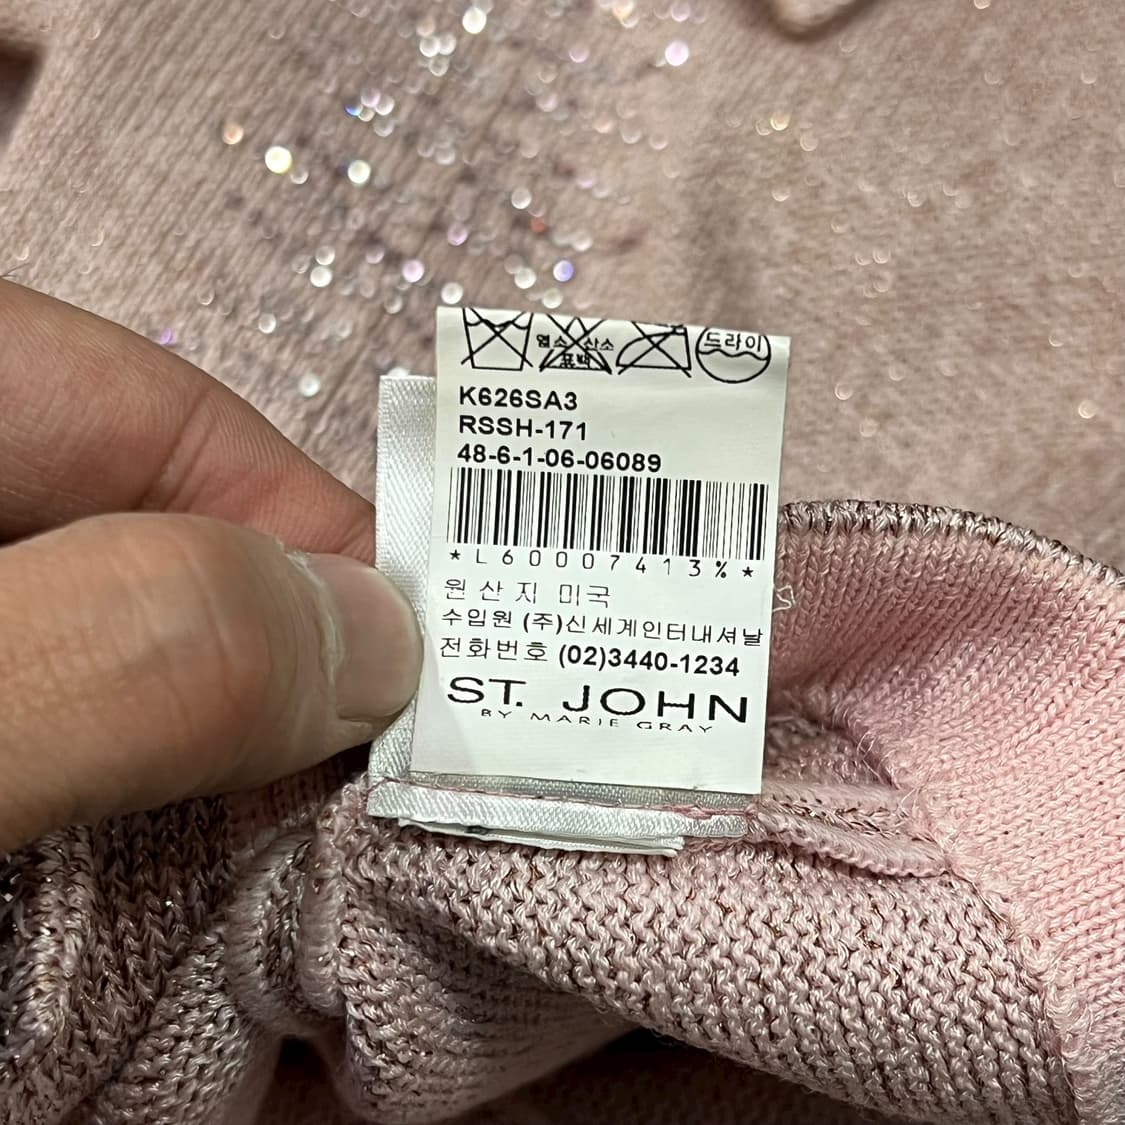 염소 산소
표백
드라이
K626SA3
RSSH-171
48-6-1-06-06089
*L60007413%*
원산지 미국
수입원 (주)신세계인터내셔날
전화번호 (02)3440-1234
ST. JOHN
BY MARIE GRAY